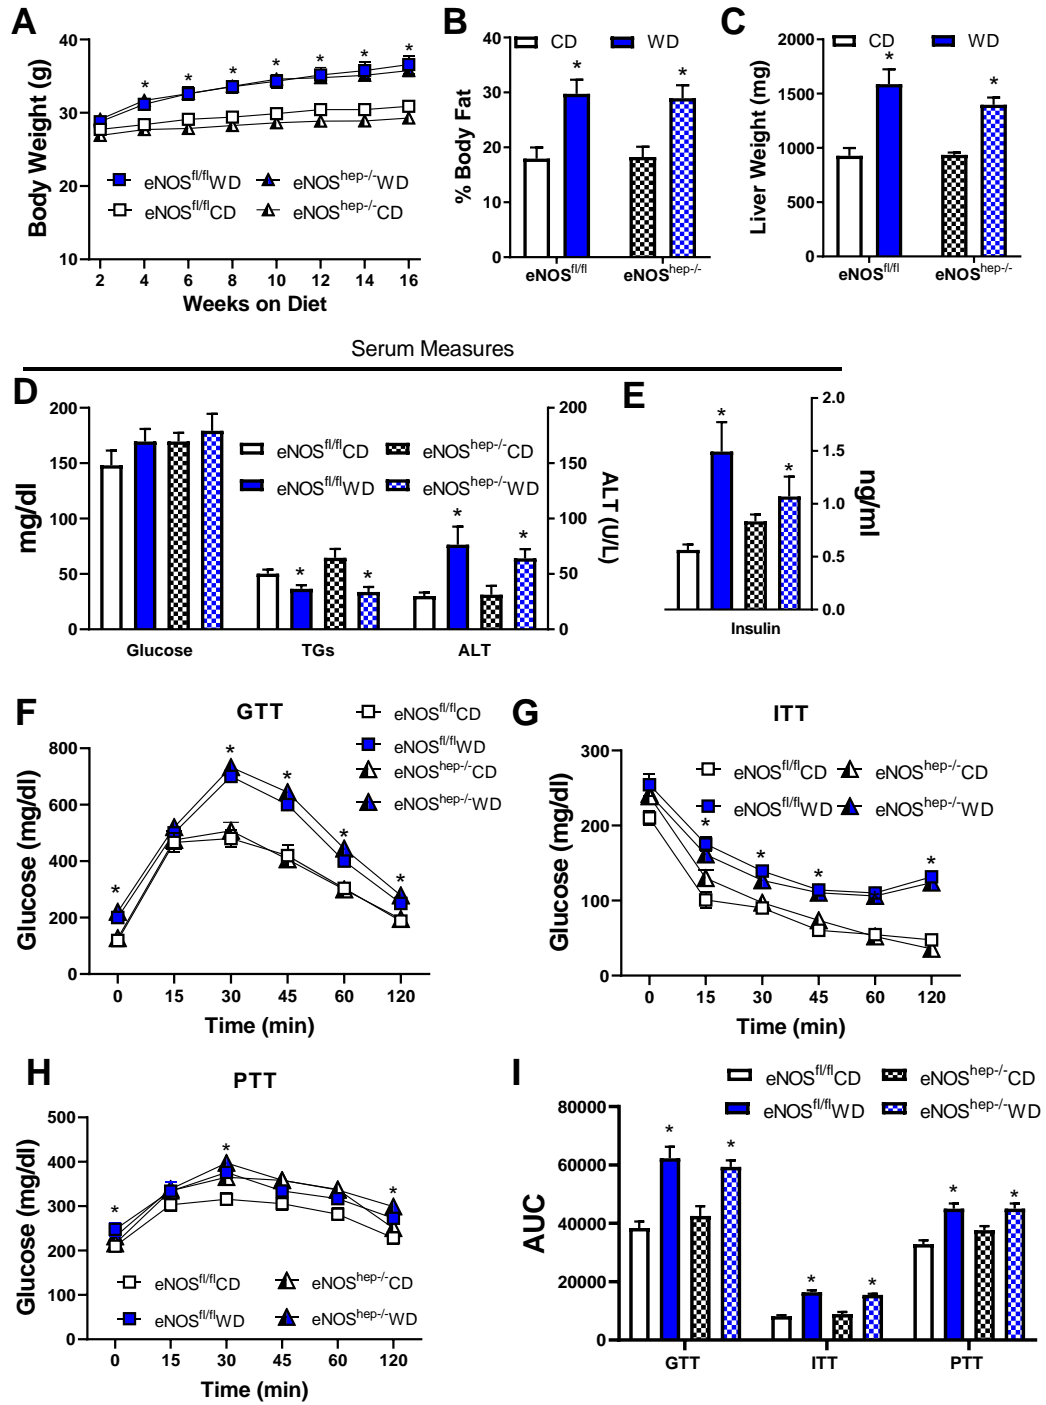 A
Body Weight (g)
40
30
20
10
* * * * * * *
eNOSfl/flWD
eNOShep-/-WD
eNOSfl/flCD
eNOShep-/-CD
2 4 6 8 10 12 14 16
Weeks on Diet
B
CD WD
% Body Fat
40
30
20
10
0
* *
eNOSfl/fl eNOShep-/-
C
CD WD
Liver Weight (mg)
2000
1500
1000
500
0
* *
eNOSfl/fl eNOShep-/-
Serum Measures
D
mg/dl
200
150
100
50
0
eNOSfl/flCD
eNOShep-/-CD
eNOSfl/flWD
eNOShep-/-WD
* * * *
200
150
100
50
0
ALT (U/L)
Glucose TGs ALT
E
* *
2.0
1.5
1.0
0.5
0.0
ng/ml
Insulin
F
GTT
eNOSfl/flCD
eNOSfl/flWD
eNOShep-/-CD
eNOShep-/-WD
Glucose (mg/dl)
800
600
400
200
0
* * * * *
0 15 30 45 60 120
Time (min)
G
ITT
eNOSfl/flCD
eNOShep-/-CD
eNOSfl/flWD
eNOShep-/-WD
Glucose (mg/dl)
300
200
100
0
* * * *
0 15 30 45 60 120
Time (min)
H
PTT
Glucose (mg/dl)
500
400
300
200
100
0
* * *
eNOSfl/flCD
eNOShep-/-CD
eNOSfl/flWD
eNOShep-/-WD
0 15 30 45 60 120
Time (min)
I
eNOSfl/flCD
eNOShep-/-CD
eNOSfl/flWD
eNOShep-/-WD
AUC
80000
60000
40000
20000
0
* * * * * *
GTT ITT PTT